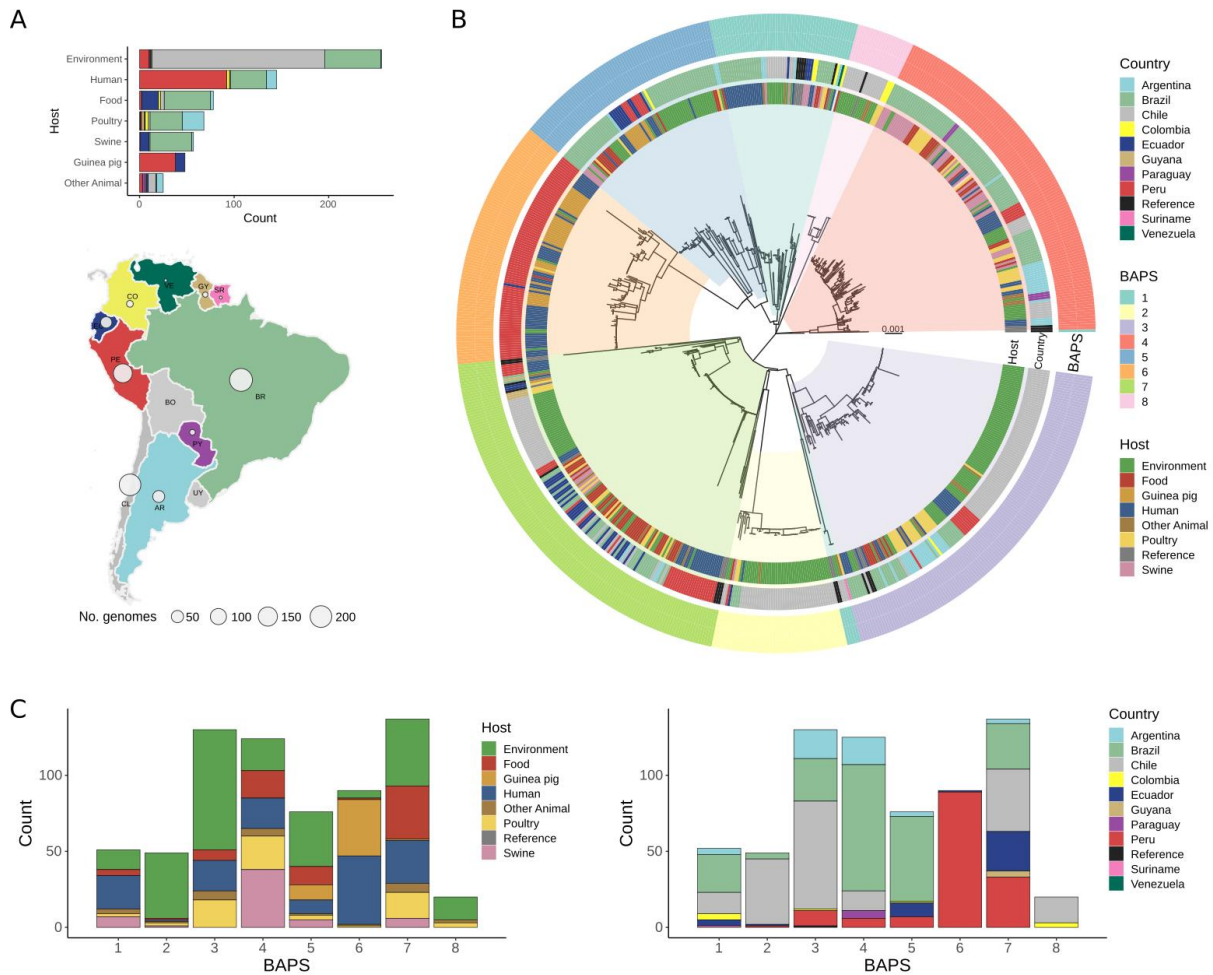 A
Host
Environment
Human
Food
Poultry
Swine
Guinea pig
Other Animal
0 100 200
Count
CO
VE
GY
SR
PE
BR
BO
PY
CL
AR
UY
No. genomes 50 100 150 200
B
0.001
Host
Country
BAPS
Country
Argentina
Brazil
Chile
Colombia
Ecuador
Guyana
Paraguay
Peru
Reference
Suriname
Venezuela
BAPS
1
2
3
4
5
6
7
8
Host
Environment
Food
Guinea pig
Human
Other Animal
Poultry
Reference
Swine
C
Count
100
50
0
1 2 3 4 5 6 7 8
BAPS
Host
Environment
Food
Guinea pig
Human
Other Animal
Poultry
Reference
Swine
Count
100
50
0
1 2 3 4 5 6 7 8
BAPS
Country
Argentina
Brazil
Chile
Colombia
Ecuador
Guyana
Paraguay
Peru
Reference
Suriname
Venezuela